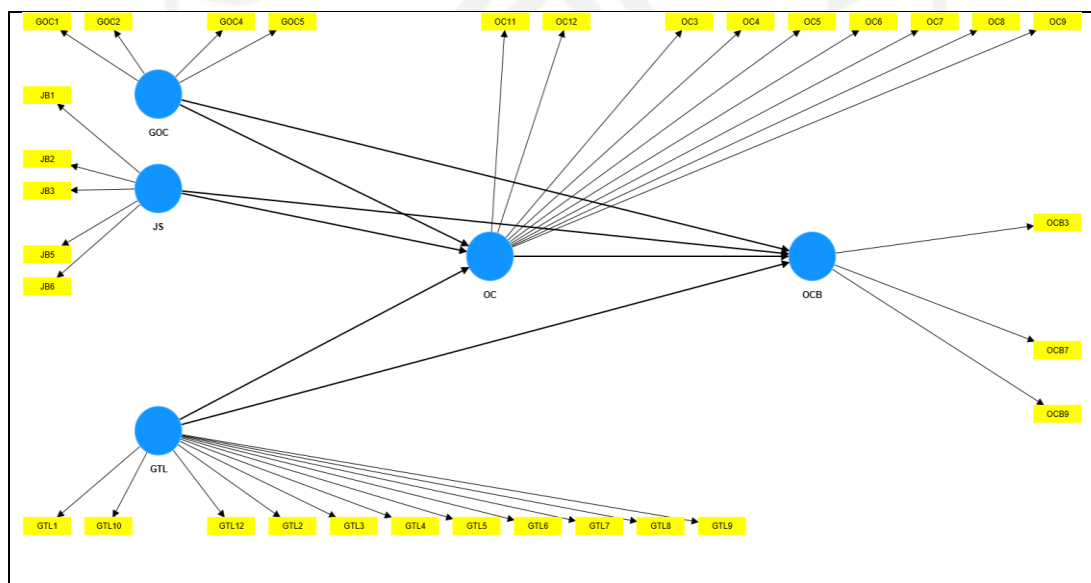 GOC1 GOC2 GOC4 GOC5 OC11 OC12 OC3 OC4 OC5 OC6 OC7 OC8 OC9
JB1
GOC
JB2
JB3
JS
OCB3
JB5
JB6
OC OCB
OCB7
OCB9
GTL
GTL1 GTL10 GTL12 GTL2 GTL3 GTL4 GTL5 GTL6 GTL7 GTL8 GTL9